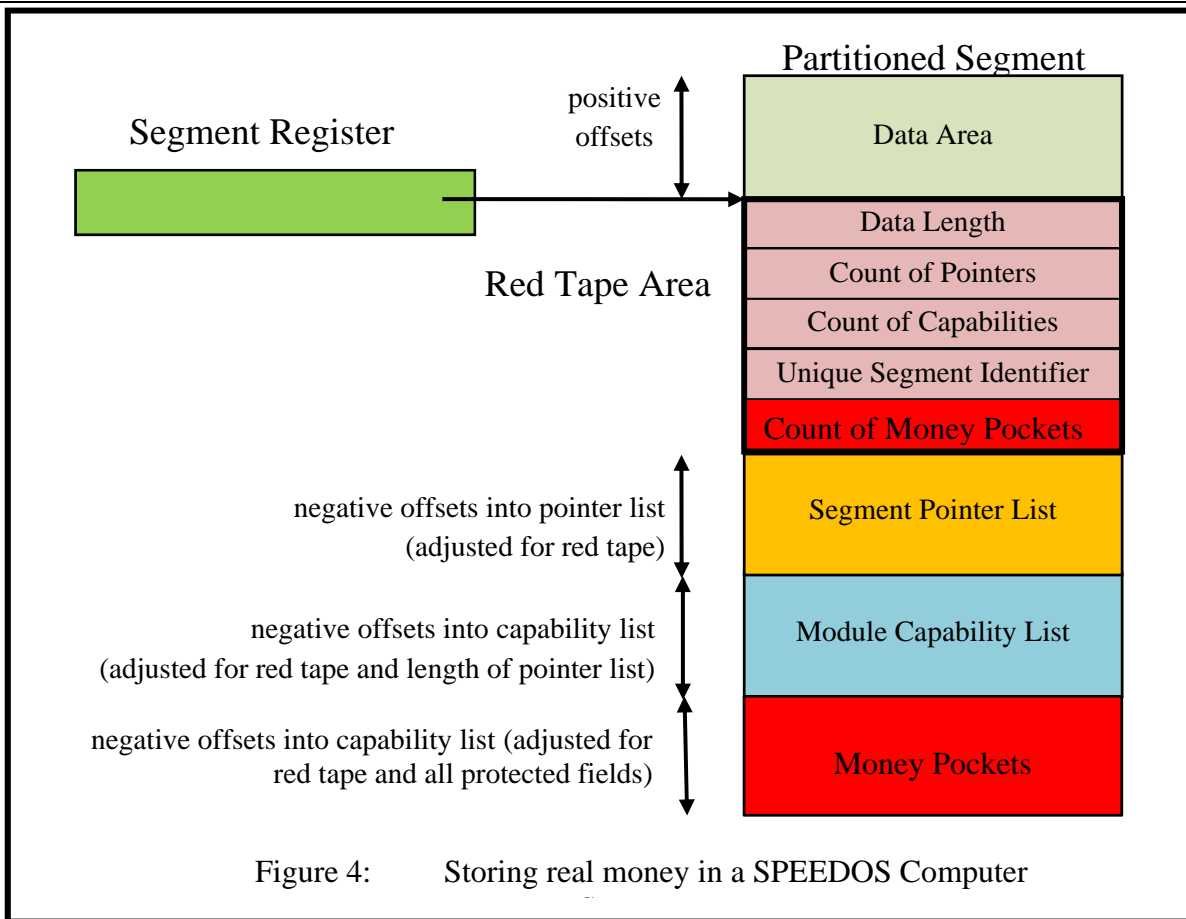 Partitioned Segment
positive
offsets
Segment Register
Data Area
Data Length
Red Tape Area
Count of Pointers
Count of Capabilities
Unique Segment Identifier
Count of Money Pockets
negative offsets into pointer list
(adjusted for red tape)
Segment Pointer List
negative offsets into capability list
(adjusted for red tape and length of pointer list)
Module Capability List
negative offsets into capability list (adjusted for
red tape and all protected fields)
Money Pockets
Figure 4: Storing real money in a SPEEDOS Computer